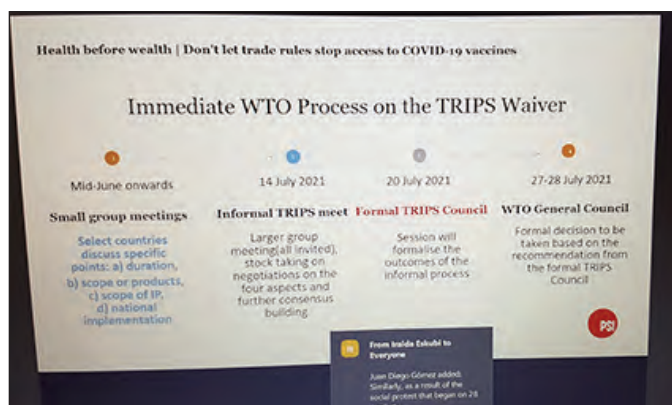 Health before wealth | Don't let trade rules stop access to COVID-19 vaccines
Immediate WTO Process on the TRIPS Waiver
Mid-June onwards
Small group meetings
Select countries
discuss specific
points: a) duration,
b) scope or products,
c) scope of IP,
d) national
implementation
14 July 2021
Informal TRIPS meet
Larger group
meeting(all invited),
stock taking on
negotiations on the
four aspects and
further consensus
building
20 July 2021
Formal TRIPS Council
Session will
formalise the
outcomes of the
informal process
27-28 July 2021
WTO General Council
Formal decision to be
taken based on the
recommendation from
the formal TRIPS
Council
PSI
From Iraide Eskubi to
Everyone
Juan Diego Gómez added:
Similarly, as a result of the
social protest that began on 28